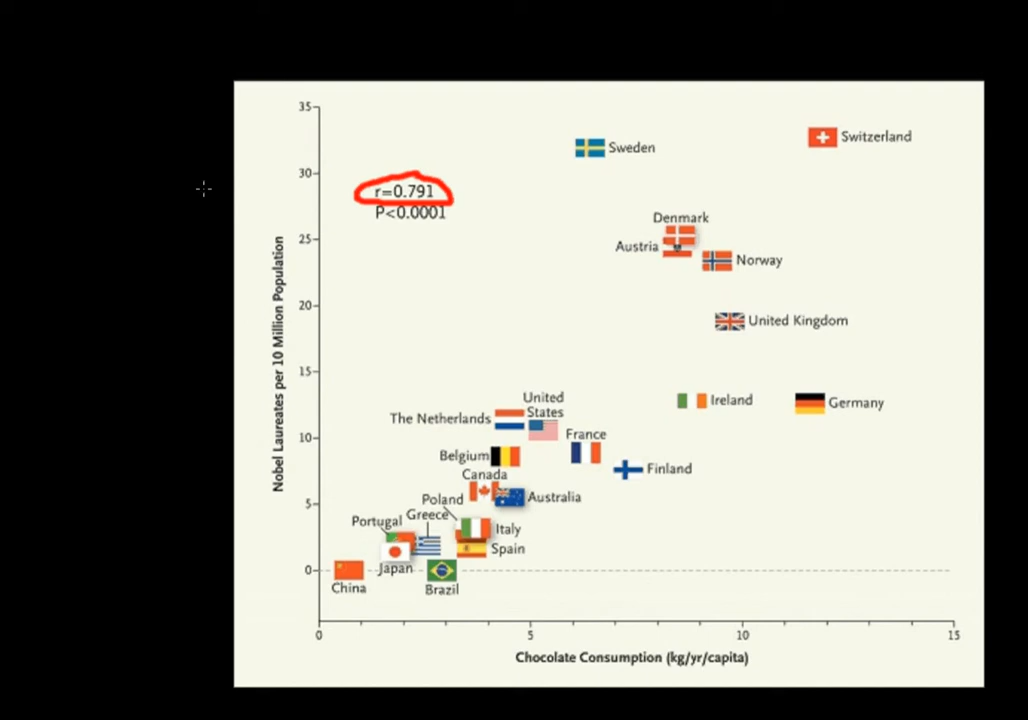 35
Switzerland
Sweden
30
r=0.791
P<0.0001
Denmark
25
Austria
Norway
20
United Kingdom
15
United
States
Ireland
Germany
The Netherlands
10
France
Belgium
Finland
Canada
Poland
Australia
5
Greece
Portugal
Italy
Spain
Japan
0
China
Brazil
0
5
10
15
Chocolate Consumption (kg/yr/capita)
Nobel Laureates per 10 Million Population